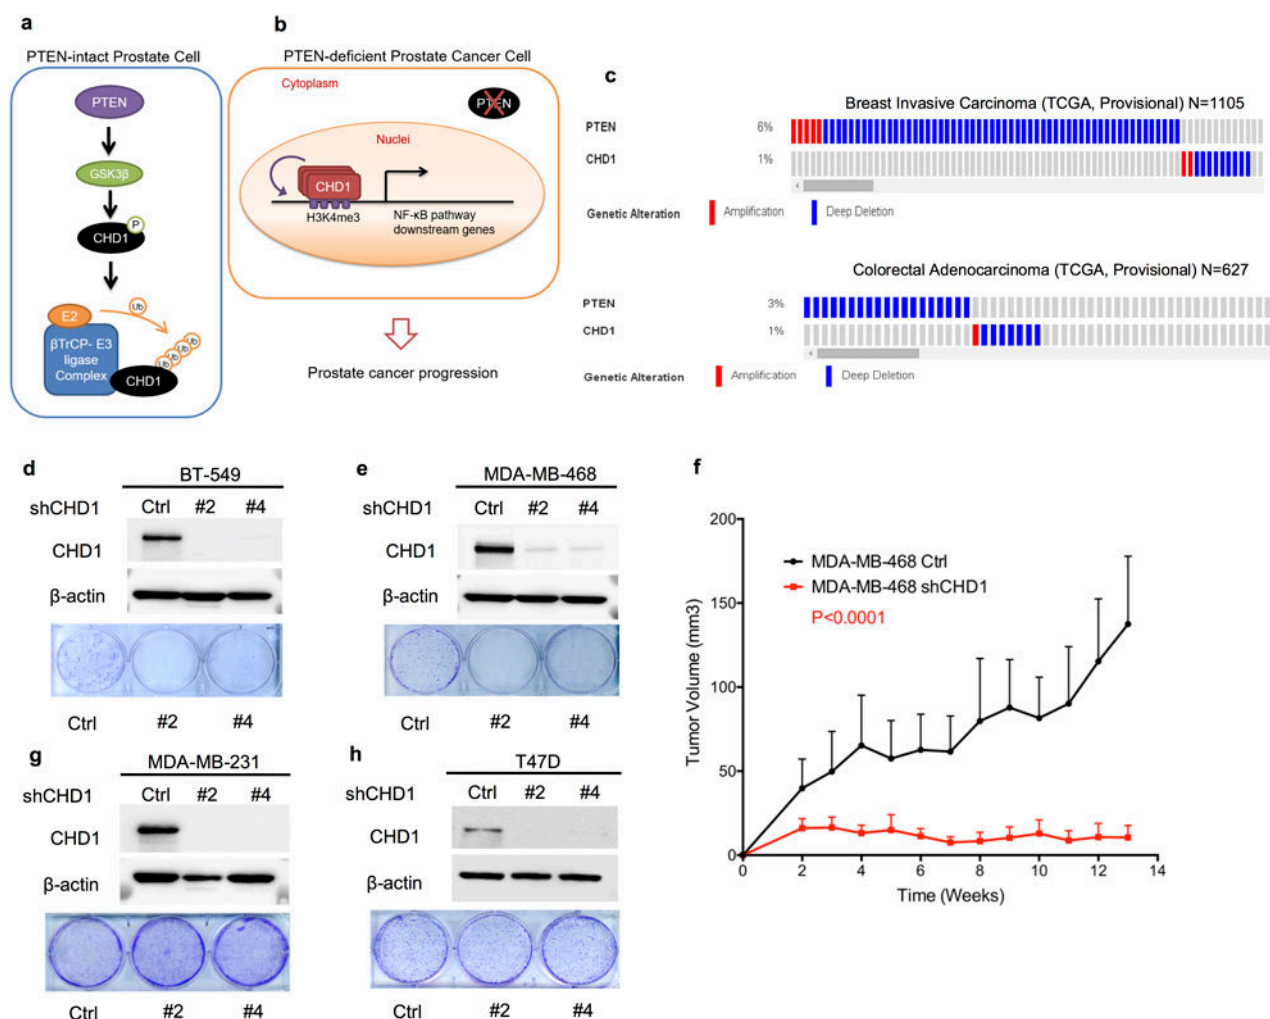 a
PTEN-intact Prostate Cell
PTEN
GSK3β
CHD1
P
E2
Ub
βTrCP- E3
ligase
Complex
Ub
Ub
Ub
Ub
CHD1
b
PTEN-deficient Prostate Cancer Cell
Cytoplasm
PTEN
Nuclei
CHD1
H3K4me3
NF-κB pathway
downstream genes
Prostate cancer progression
c
Breast Invasive Carcinoma (TCGA, Provisional) N=1105
PTEN 6%
CHD1 1%
Genetic Alteration Amplification Deep Deletion
Colorectal Adenocarcinoma (TCGA, Provisional) N=627
PTEN 3%
CHD1 1%
Genetic Alteration Amplification Deep Deletion
d
BT-549
shCHD1 Ctrl #2 #4
CHD1
β-actin
Ctrl #2 #4
e
MDA-MB-468
shCHD1 Ctrl #2 #4
CHD1
β-actin
Ctrl #2 #4
f
Tumor Volume (mm3)
200
150
100
50
0
MDA-MB-468 Ctrl
MDA-MB-468 shCHD1
P<0.0001
0 2 4 6 8 10 12 14
Time (Weeks)
g
MDA-MB-231
shCHD1 Ctrl #2 #4
CHD1
β-actin
Ctrl #2 #4
h
T47D
shCHD1 Ctrl #2 #4
CHD1
β-actin
Ctrl #2 #4